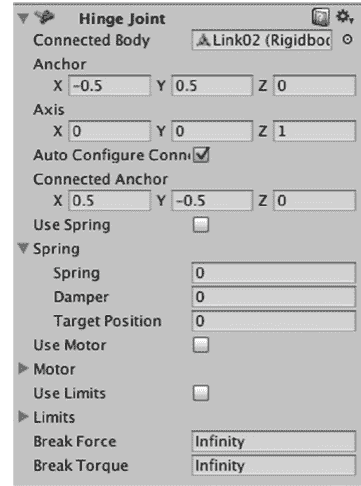 Hinge Joint
Connected Body Link02 (Rigidboc
Anchor
X -0.5 Y 0.5 Z 0
Axis
X 0 Y 0 Z 1
Auto Configure Conn
Connected Anchor
X 0.5 Y -0.5 Z 0
Use Spring
Spring
Spring 0
Damper 0
Target Position 0
Use Motor
Motor
Use Limits
Limits
Break Force Infinity
Break Torque Infinity